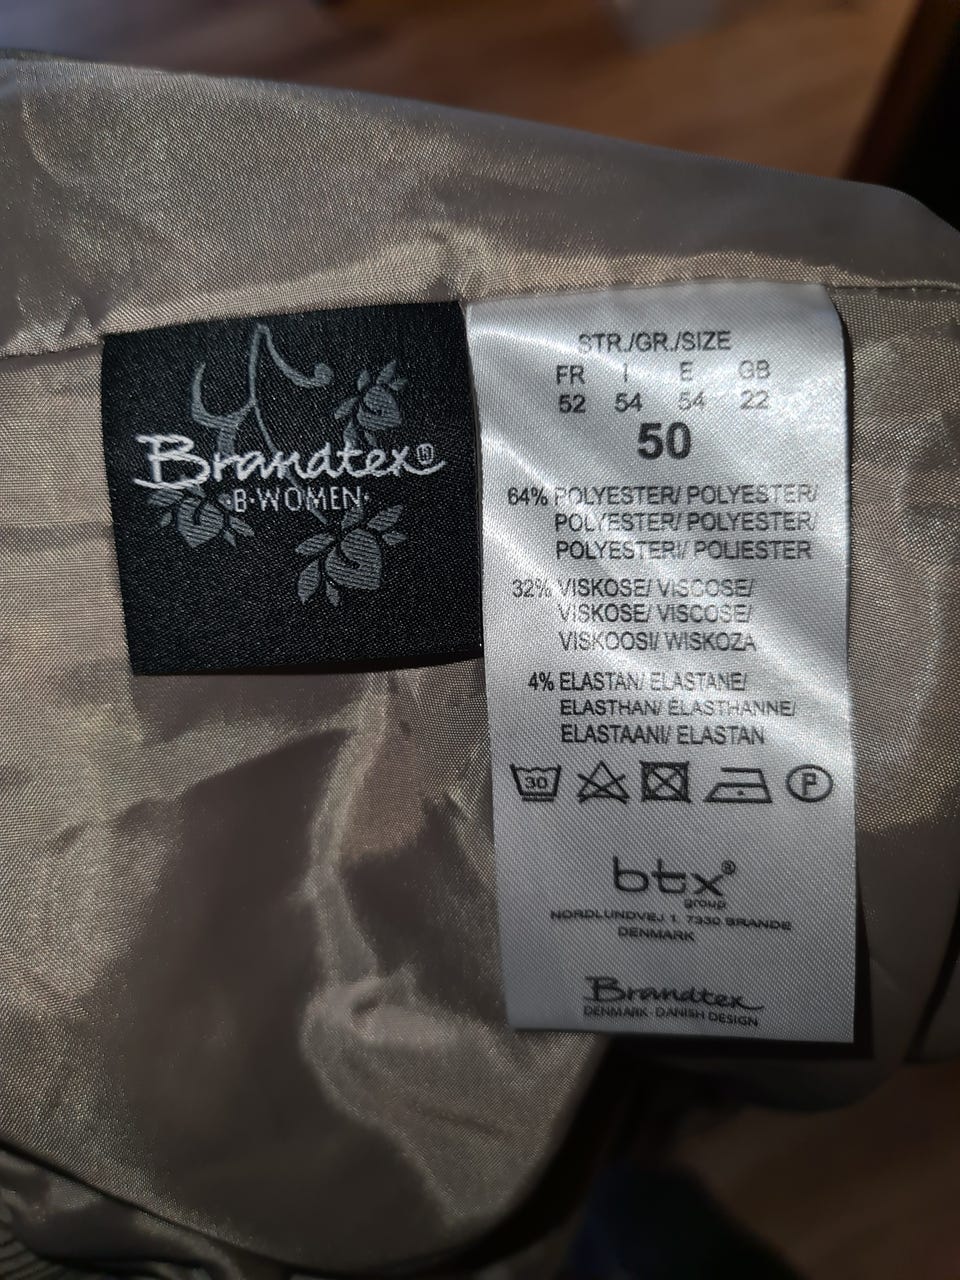 Brandtex®
·B·WOMEN·
STR./GR./SIZE
FR I E GB
52 54 54 22
50
64% POLYESTER/ POLYESTER/
POLYESTER/ POLYESTER/
POLYESTERI/ POLIESTER
32% VISKOSE/ VISCOSE/
VISKOSE/ VISCOSE/
VISKOOSI/ WISKOZA
4% ELASTAN/ ELASTANE/
ELASTHAN/ ÉLASTHANNE/
ELASTAANI/ ELASTAN
30 P
btx®
group
NORDLUNDVEJ 1. 7330 BRANDE
DENMARK
Brandtex
DENMARK · DANISH DESIGN